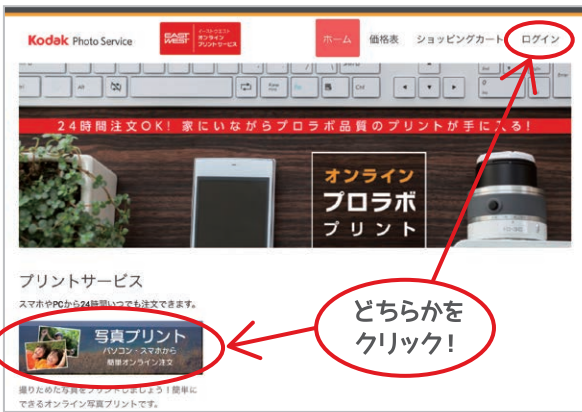 Kodak Photo Service
EAST WEST
イーストウエスト
オンライン
プリントサービス
ホーム
価格表
ショッピングカート
ログイン
24時間注文OK! 家にいながらプロラボ品質のプリントが手に入る!
オンライン
プロラボ
プリント
プリントサービス
スマホやPCから24時間いつでも注文できます。
どちらかを
クリック!
写真プリント
パソコン・スマホから
簡単オンライン注文
撮りためた写真をプリントしましょう!簡単に
できるオンライン写真プリントです。